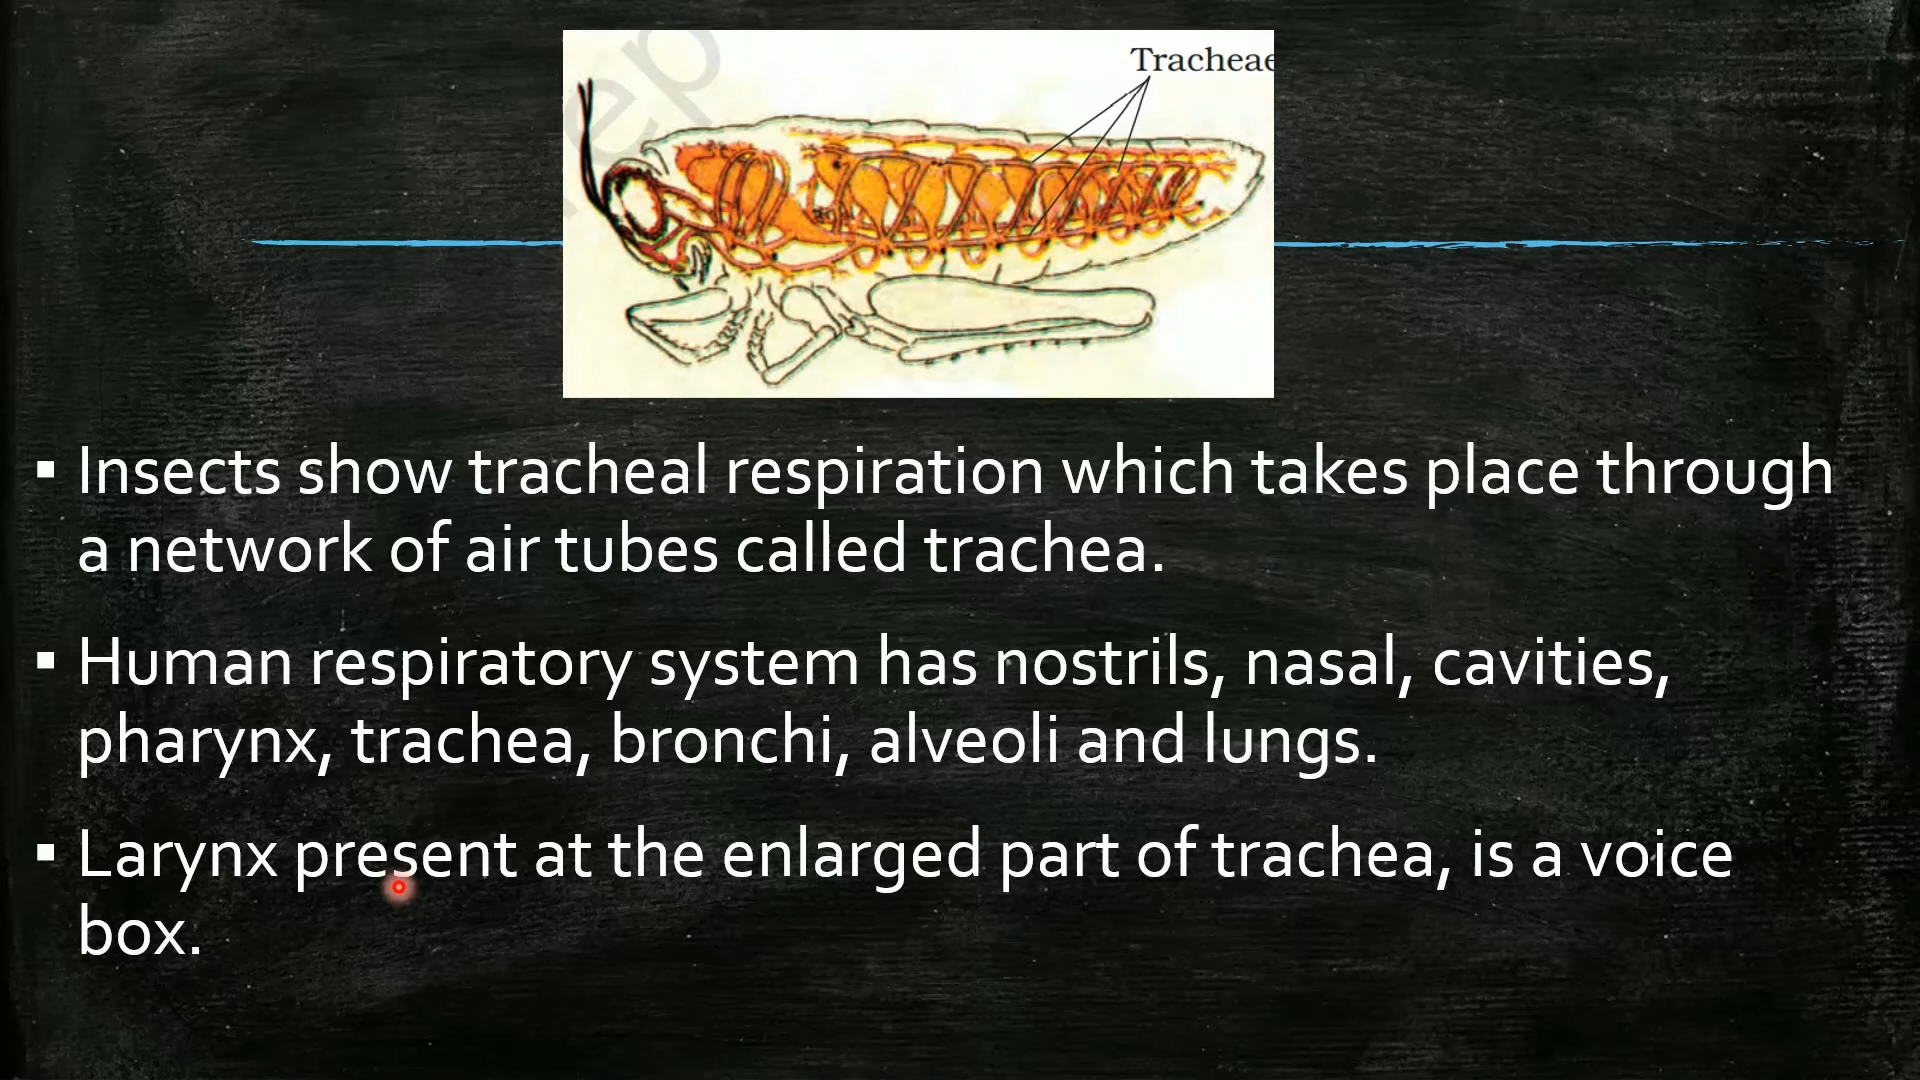 ep
Tracheae
▪ Insects show tracheal respiration which takes place through
a network of air tubes called trachea.
▪ Human respiratory system has nostrils, nasal, cavities,
pharynx, trachea, bronchi, alveoli and lungs.
▪ Larynx present at the enlarged part of trachea, is a voice
box.